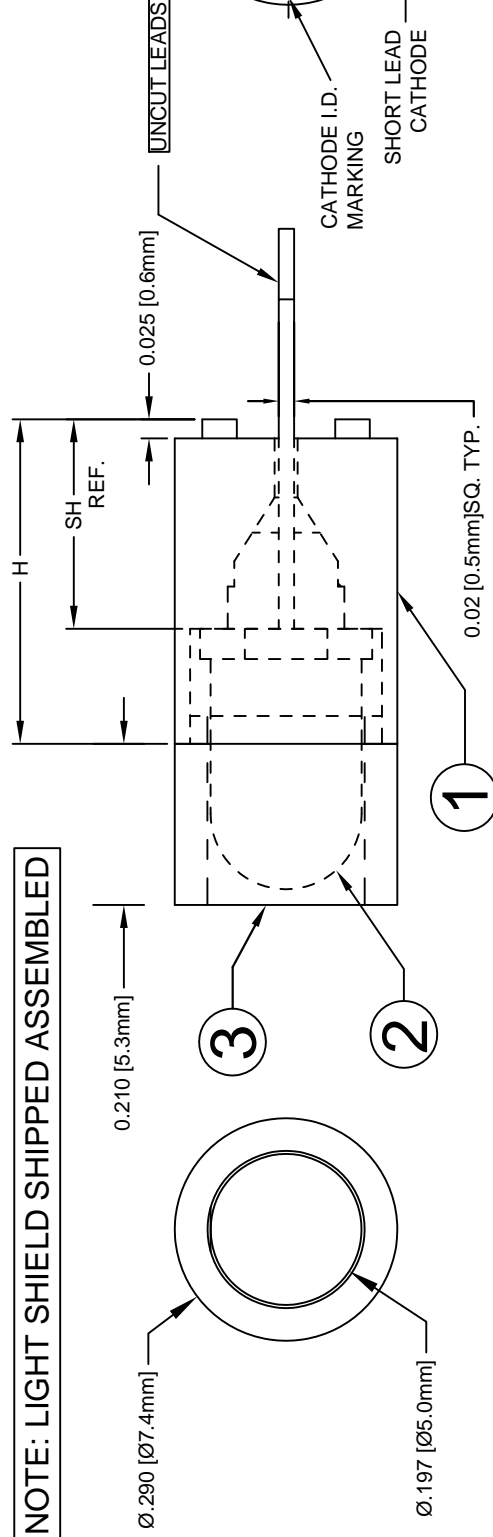 NOTE: LIGHT SHIELD SHIPPED ASSEMBLED
Ø.290 [Ø7.4mm]
Ø.197 [Ø5.0mm]
0.210 [5.3mm]
3
2
1
H
SH
REF.
0.025 [0.6mm]
0.02 [0.5mm]SQ. TYP.
UNCUT LEADS
CATHODE I.D.
MARKING
SHORT LEAD
CATHODE